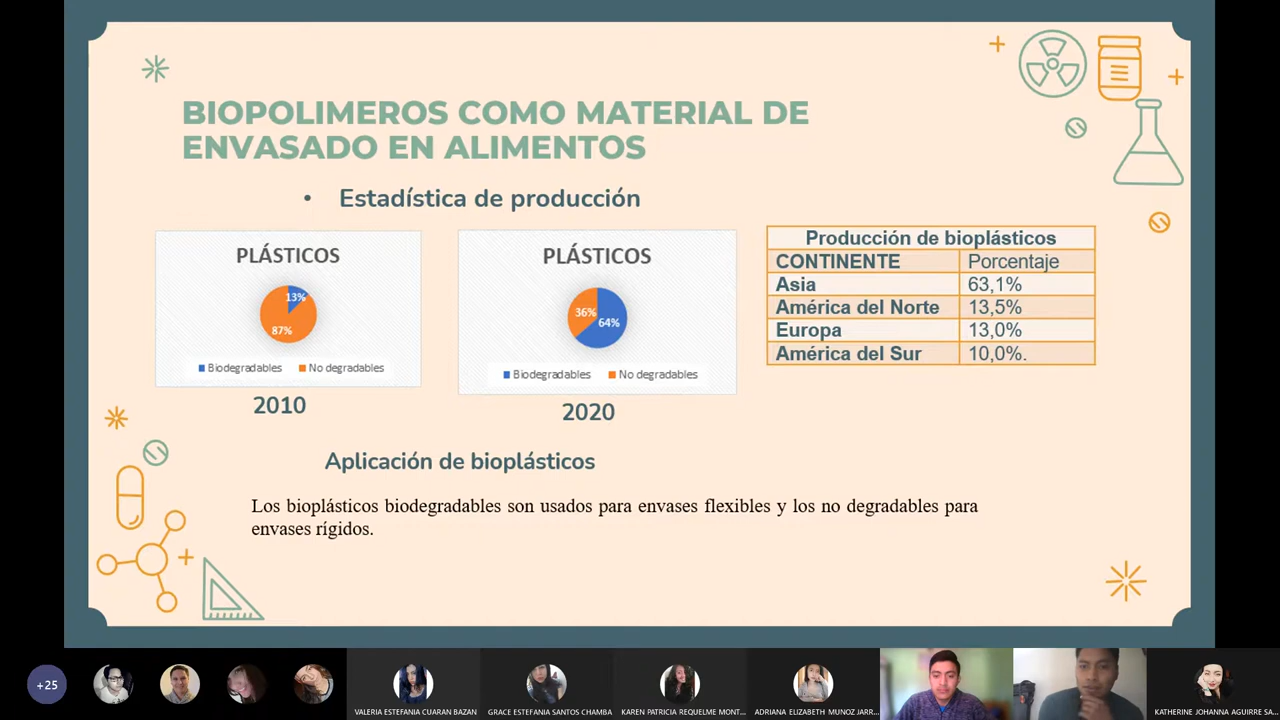 BIOPOLIMEROS COMO MATERIAL DE
ENVASADO EN ALIMENTOS
• Estadística de producción
PLÁSTICOS
13%
87%
Biodegradables No degradables
2010
PLÁSTICOS
36%
64%
Biodegradables No degradables
2020
Producción de bioplásticos
CONTINENTE Porcentaje
Asia 63,1%
América del Norte 13,5%
Europa 13,0%
América del Sur 10,0%.
Aplicación de bioplásticos
Los bioplásticos biodegradables son usados para envases flexibles y los no degradables para
envases rígidos.
+25
VALERIA ESTEFANIA CUARAN BAZAN
GRACE ESTEFANIA SANTOS CHAMBA
KAREN PATRICIA REQUELME MONT...
ADRIANA ELIZABETH MUNOZ JARR...
KATHERINE JOHANNA AGUIRRE SA...